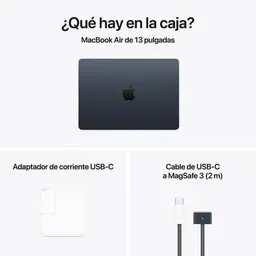 ¿Qué hay en la caja?
MacBook Air de 13 pulgadas
Adaptador de corriente USB-C
Cable de USB-C
a MagSafe 3 (2 m)